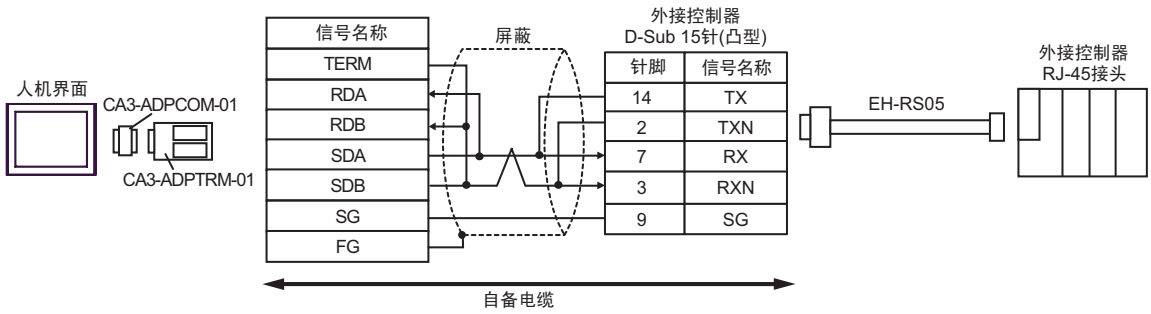 人机界面
CA3-ADPCOM-01
CA3-ADPTRM-01
信号名称
TERM
RDA
RDB
SDA
SDB
SG
FG
屏蔽
外接控制器
D-Sub 15针(凸型)
针脚 信号名称
14 TX
2 TXN
7 RX
3 RXN
9 SG
EH-RS05
外接控制器
RJ-45接头
自备电缆